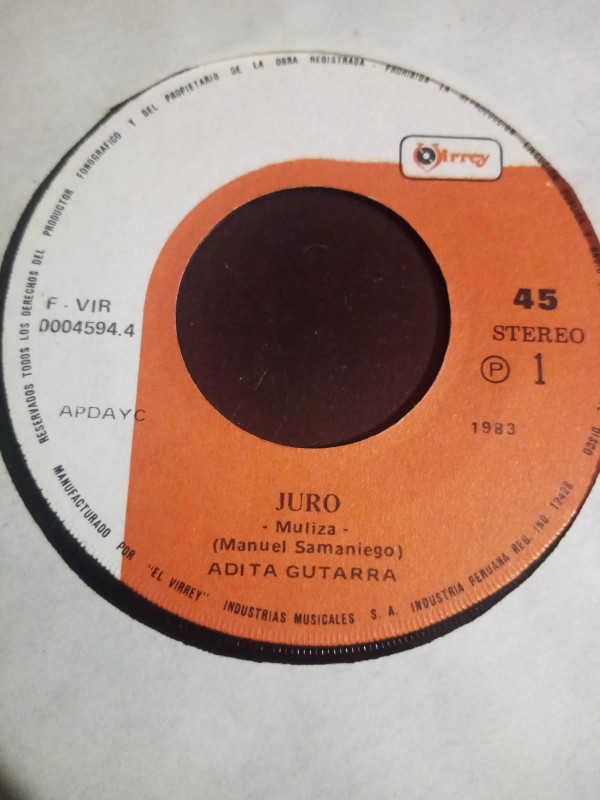 RESERVADOS TODOS LOS DERECHOS DEL PRODUCTOR FONOGRAFICO Y DEL PROPIETARIO DE LA OBRA REGISTRADA - PROHIBIDA LA
Virrey
F - VIR
0004594.4
45
STEREO
Ⓟ 1
APDAYC
1983
JURO
- Muliza -
(Manuel Samaniego)
ADITA GUTARRA
MANUFACTURADO POR "EL VIRREY" INDUSTRIAS MUSICALES S. A. INDUSTRIA PERUANA REG. IND. 12428